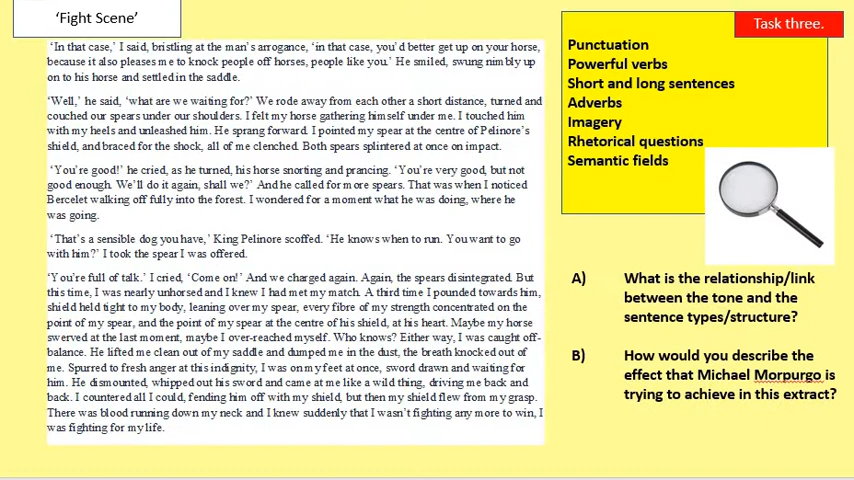 'Fight Scene'
'In that case,' I said, bristling at the man's arrogance, 'in that case, you'd better get up on your horse,
because it also pleases me to knock people off horses, people like you.' He smiled, swung nimbly up
on to his horse and settled in the saddle.
'Well,' he said, 'what are we waiting for?' We rode away from each other a short distance, turned and
couched our spears under our shoulders. I felt my horse gathering himself under me. I touched him
with my heels and unleashed him. He sprang forward. I pointed my spear at the centre of Pelinore's
shield, and braced for the shock, all of me clenched. Both spears splintered at once on impact.
'You're good!' he cried, as he turned, his horse snorting and prancing. 'You're very good, but not
good enough. We'll do it again, shall we?' And he called for more spears. That was when I noticed
Bercelet walking off fully into the forest. I wondered for a moment what he was doing, where he
was going.
'That's a sensible dog you have,' King Pelinore scoffed. 'He knows when to run. You want to go
with him?' I took the spear I was offered.
'You're full of talk.' I cried, 'Come on!' And we charged again. Again, the spears disintegrated. But
this time, I was nearly unhorsed and I knew I had met my match. A third time I pounded towards him,
shield held tight to my body, leaning over my spear, every fibre of my strength concentrated on the
point of my spear, and the point of my spear at the centre of his shield, at his heart. Maybe my horse
swerved at the last moment, maybe I over-reached myself. Who knows? Either way, I was caught off-
balance. He lifted me clean out of my saddle and dumped me in the dust, the breath knocked out of
me. Spurred to fresh anger at this indignity, I was on my feet at once, sword drawn and waiting for
him. He dismounted, whipped out his sword and came at me like a wild thing, driving me back and
back. I countered all I could, fending him off with my shield, but then my shield flew from my grasp.
There was blood running down my neck and I knew suddenly that I wasn't fighting any more to win, I
was fighting for my life.
Task three.
Punctuation
Powerful verbs
Short and long sentences
Adverbs
Imagery
Rhetorical questions
Semantic fields
A) What is the relationship/link
between the tone and the
sentence types/structure?
B) How would you describe the
effect that Michael Morpurgo is
trying to achieve in this extract?